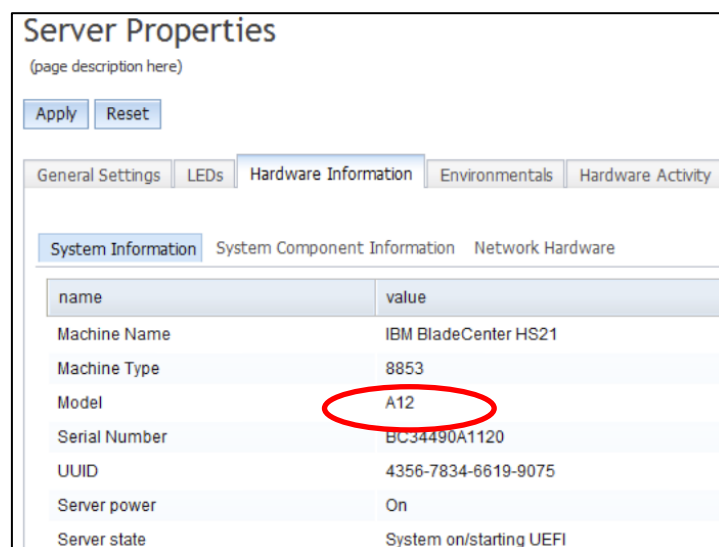 Server Properties
(page description here)
Apply Reset
General Settings LEDs Hardware Information Environmentals Hardware Activity
System Information System Component Information Network Hardware
name value
Machine Name IBM BladeCenter HS21
Machine Type 8853
Model A12
Serial Number BC34490A1120
UUID 4356-7834-6619-9075
Server power On
Server state System on/starting UEFI